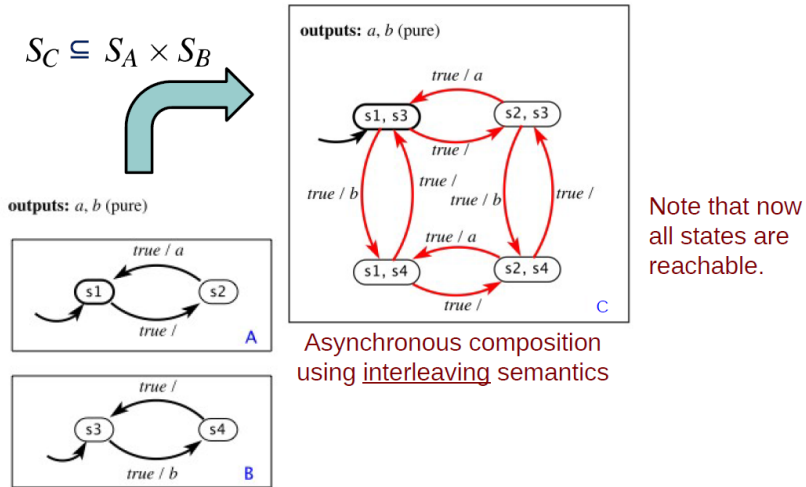 S_C ⊆ S_A × S_B
outputs: a, b (pure)
true / a
s1
s2
true /
A
true /
s3
s4
true / b
B
outputs: a, b (pure)
true / a
s1, s3
s2, s3
true /
true / b
true /
true / b
true /
true / a
s1, s4
s2, s4
true /
C
Asynchronous composition
using interleaving semantics
Note that now
all states are
reachable.